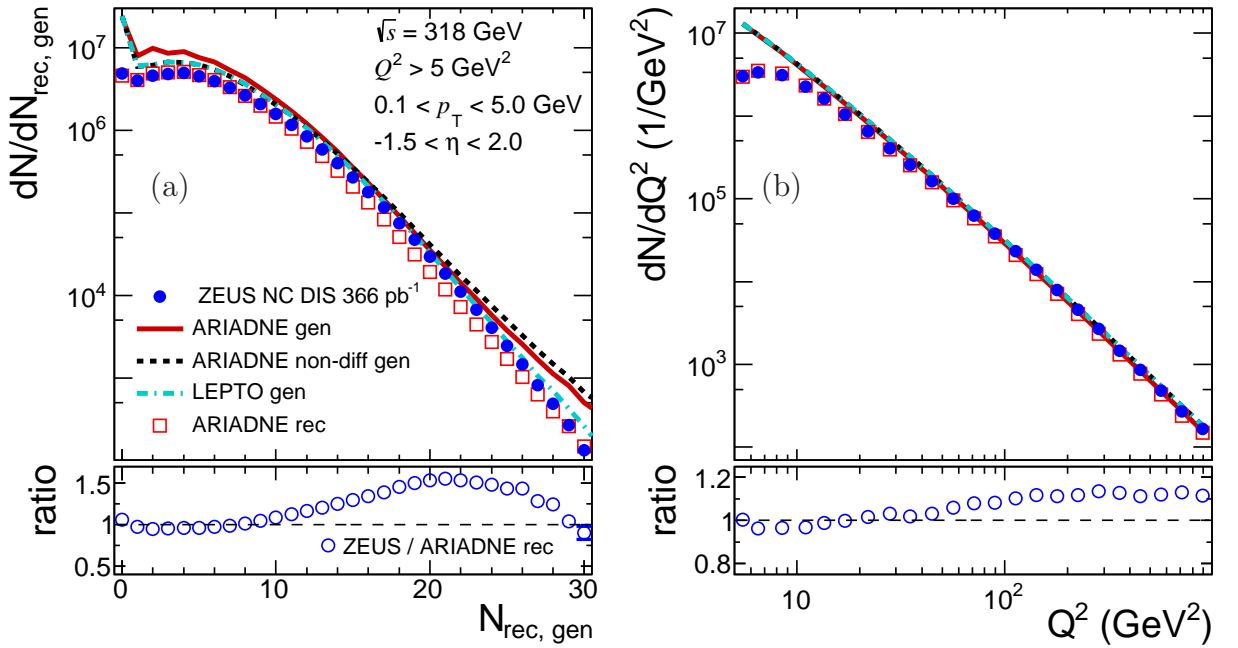 dN/dN_rec, gen
10^7
10^6
10^4
√s = 318 GeV
Q^2 > 5 GeV^2
0.1 < p_T < 5.0 GeV
-1.5 < η < 2.0
(a)
ZEUS NC DIS 366 pb^-1
ARIADNE gen
ARIADNE non-diff gen
LEPTO gen
ARIADNE rec
ratio
1.5
1
0.5
ZEUS / ARIADNE rec
0 10 20 30
N_rec, gen
dN/dQ^2 (1/GeV^2)
10^7
10^5
10^3
(b)
ratio
1.2
1
0.8
10 10^2
Q^2 (GeV^2)